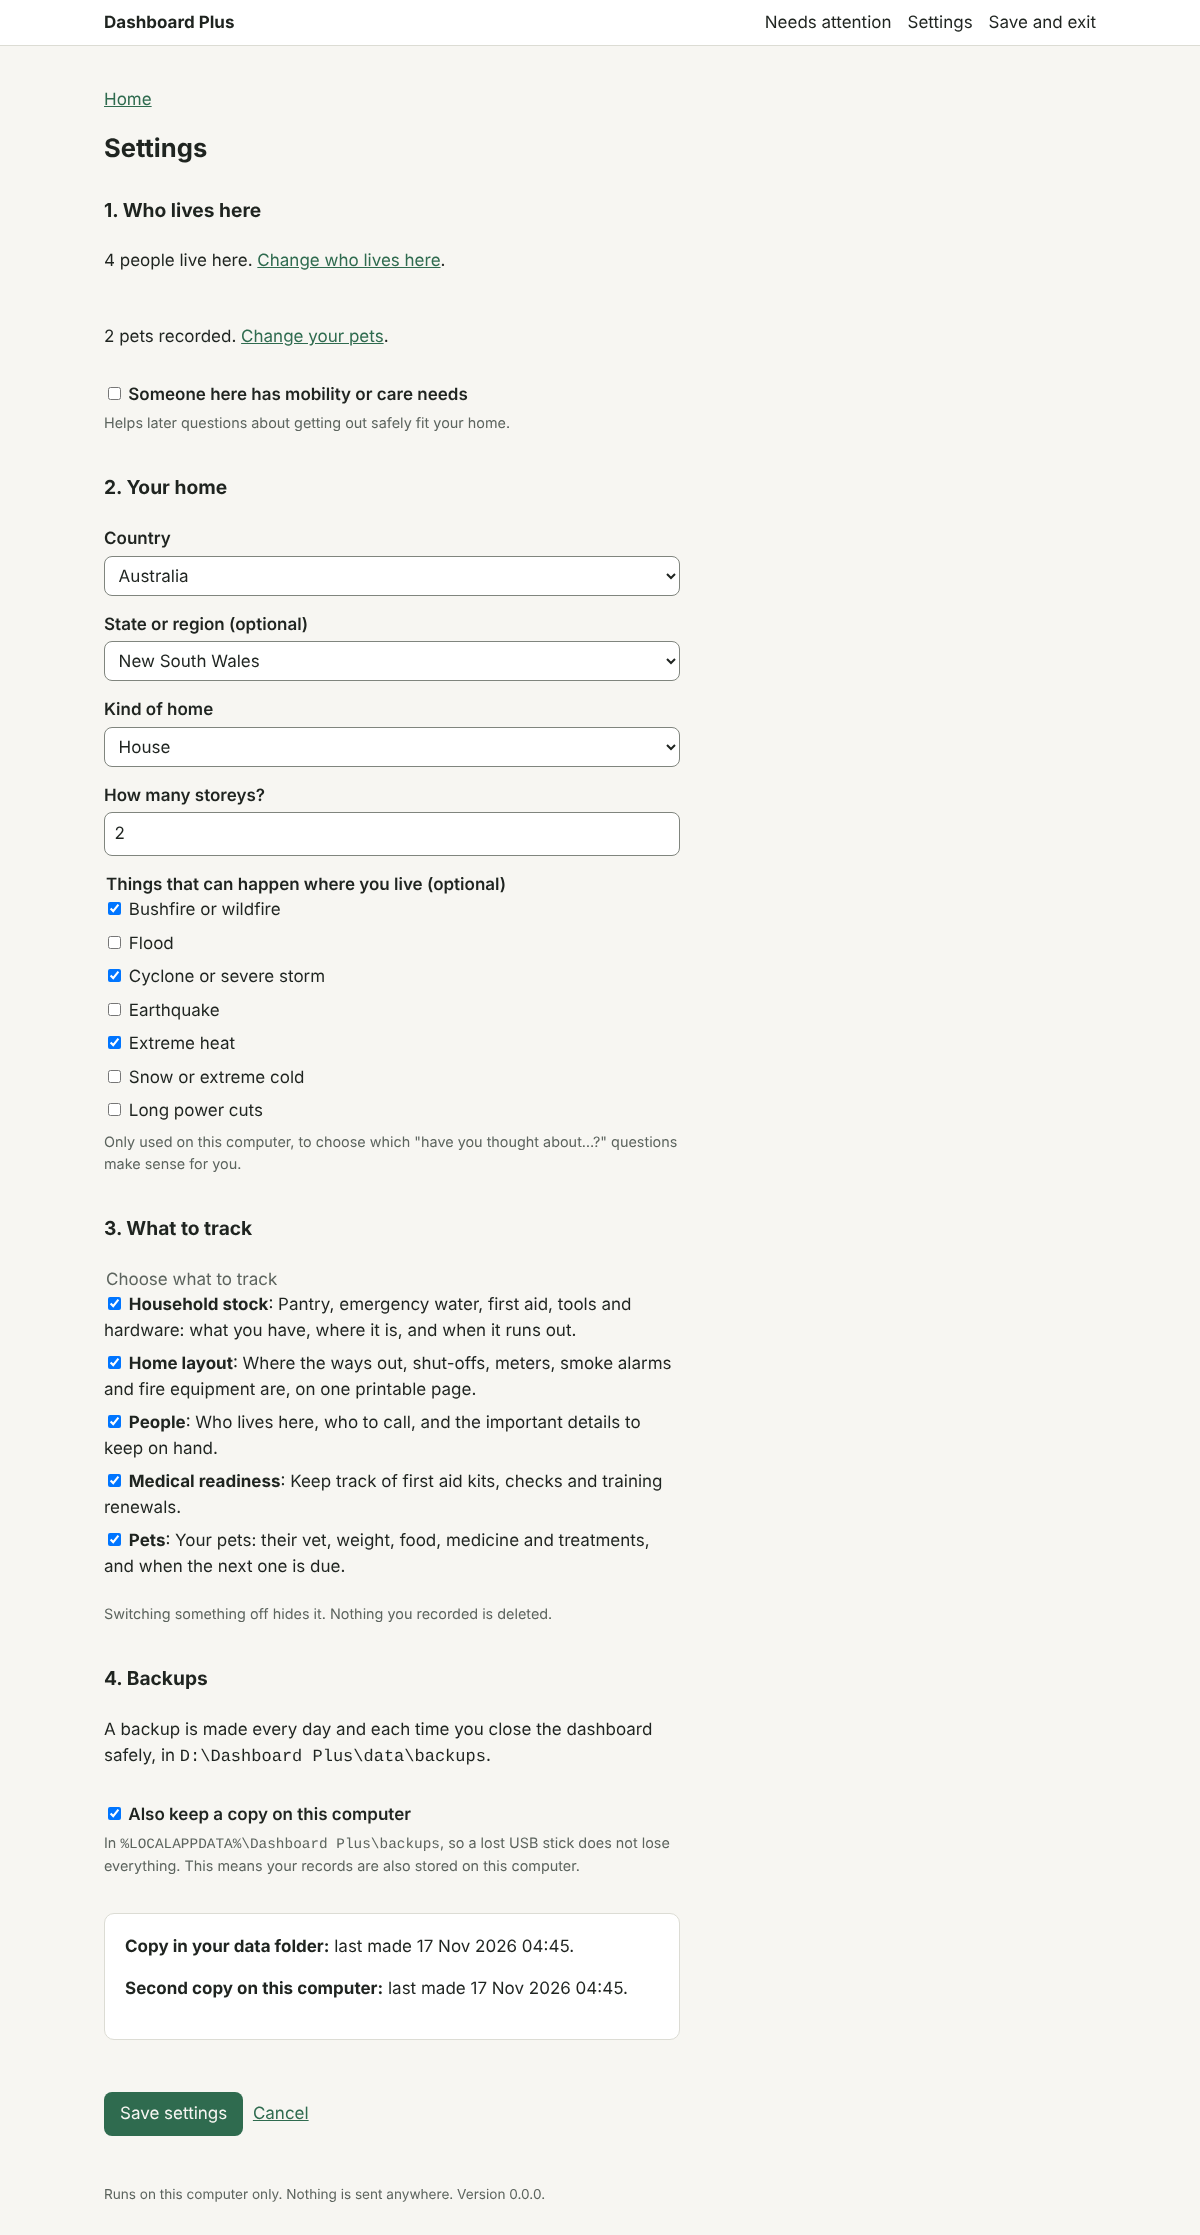 Dashboard Plus
Needs attention Settings Save and exit
Home
Settings
1. Who lives here
4 people live here. Change who lives here.
2 pets recorded. Change your pets.
Someone here has mobility or care needs
Helps later questions about getting out safely fit your home.
2. Your home
Country
Australia
State or region (optional)
New South Wales
Kind of home
House
How many storeys?
2
Things that can happen where you live (optional)
Bushfire or wildfire
Flood
Cyclone or severe storm
Earthquake
Extreme heat
Snow or extreme cold
Long power cuts
Only used on this computer, to choose which "have you thought about...?" questions
make sense for you.
3. What to track
Choose what to track
Household stock: Pantry, emergency water, first aid, tools and
hardware: what you have, where it is, and when it runs out.
Home layout: Where the ways out, shut-offs, meters, smoke alarms
and fire equipment are, on one printable page.
People: Who lives here, who to call, and the important details to
keep on hand.
Medical readiness: Keep track of first aid kits, checks and training
renewals.
Pets: Your pets: their vet, weight, food, medicine and treatments,
and when the next one is due.
Switching something off hides it. Nothing you recorded is deleted.
4. Backups
A backup is made every day and each time you close the dashboard
safely, in D:\Dashboard Plus\data\backups.
Also keep a copy on this computer
In %LOCALAPPDATA%\Dashboard Plus\backups, so a lost USB stick does not lose
everything. This means your records are also stored on this computer.
Copy in your data folder: last made 17 Nov 2026 04:45.
Second copy on this computer: last made 17 Nov 2026 04:45.
Save settings Cancel
Runs on this computer only. Nothing is sent anywhere. Version 0.0.0.